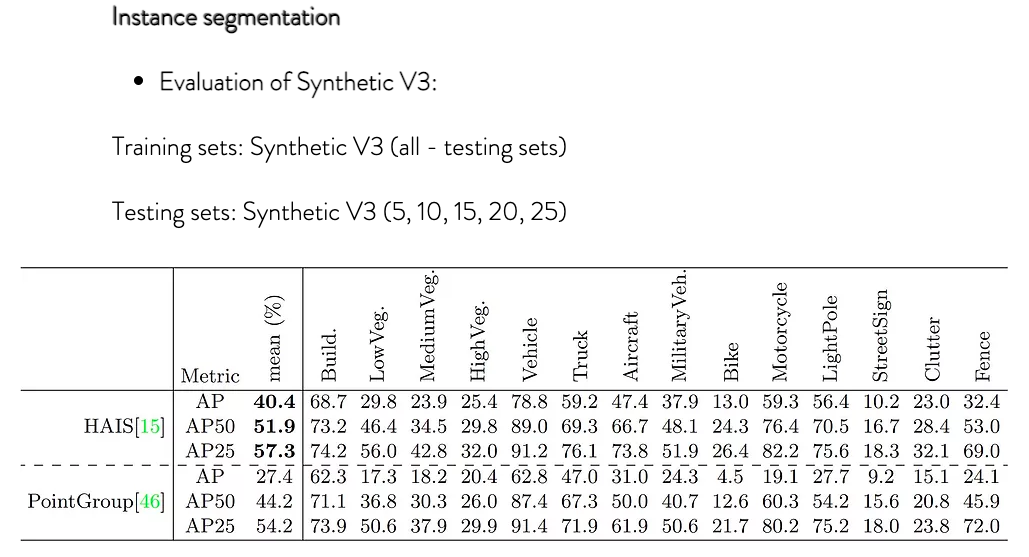 Instance segmentation
• Evaluation of Synthetic V3:
Training sets: Synthetic V3 (all - testing sets)
Testing sets: Synthetic V3 (5, 10, 15, 20, 25)
Metric mean (%) Build. LowVeg. MediumVeg. HighVeg. Vehicle Truck Aircraft MilitaryVeh. Bike Motorcycle LightPole StreetSign Clutter Fence
AP 40.4 68.7 29.8 23.9 25.4 78.8 59.2 47.4 37.9 13.0 59.3 56.4 10.2 23.0 32.4
HAIS[15] AP50 51.9 73.2 46.4 34.5 29.8 89.0 69.3 66.7 48.1 24.3 76.4 70.5 16.7 28.4 53.0
AP25 57.3 74.2 56.0 42.8 32.0 91.2 76.1 73.8 51.9 26.4 82.2 75.6 18.3 32.1 69.0
AP 27.4 62.3 17.3 18.2 20.4 62.8 47.0 31.0 24.3 4.5 19.1 27.7 9.2 15.1 24.1
PointGroup[46] AP50 44.2 71.1 36.8 30.3 26.0 87.4 67.3 50.0 40.7 12.6 60.3 54.2 15.6 20.8 45.9
AP25 54.2 73.9 50.6 37.9 29.9 91.4 71.9 61.9 50.6 21.7 80.2 75.2 18.0 23.8 72.0